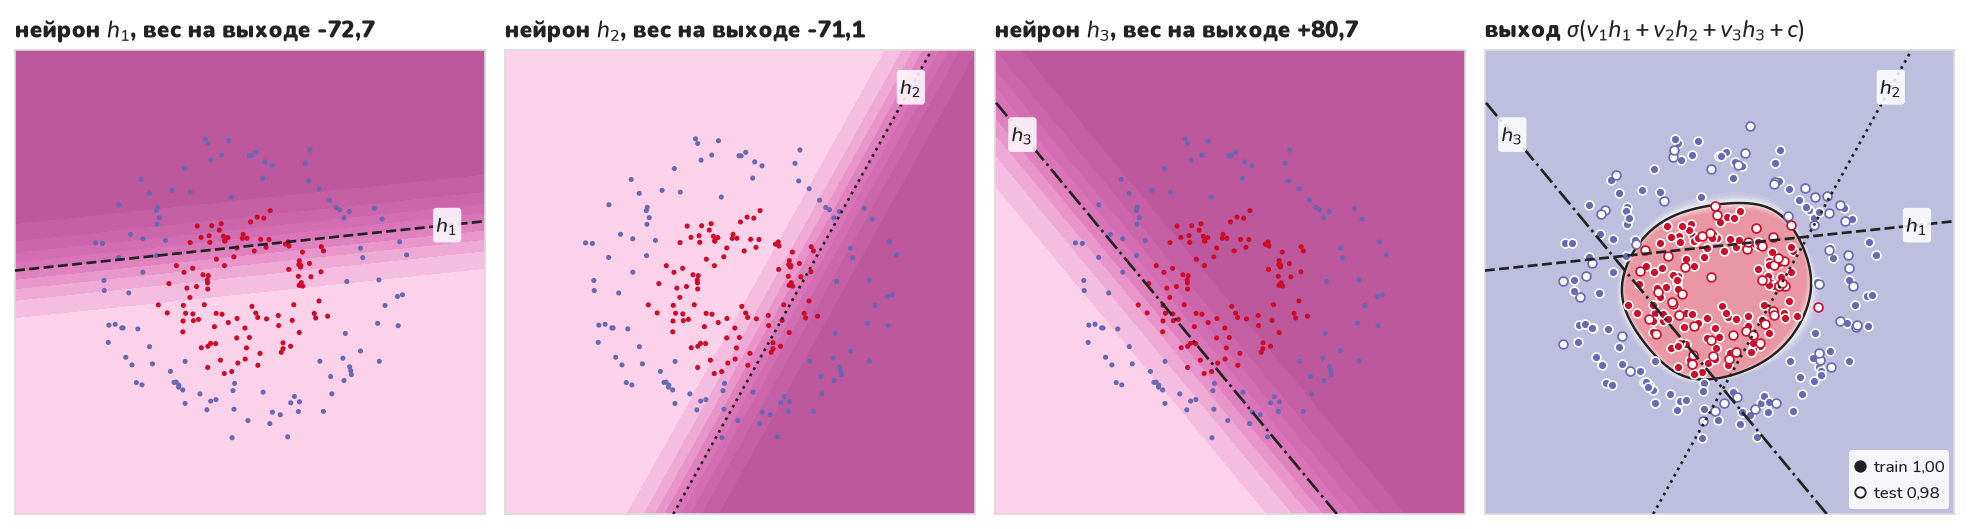 нейрон h₁, вес на выходе -72,7
h₁
нейрон h₂, вес на выходе -71,1
h₂
нейрон h₃, вес на выходе +80,7
h₃
выход σ(v₁h₁ + v₂h₂ + v₃h₃ + c)
h₂
h₃
h₁
train 1,00
test 0,98